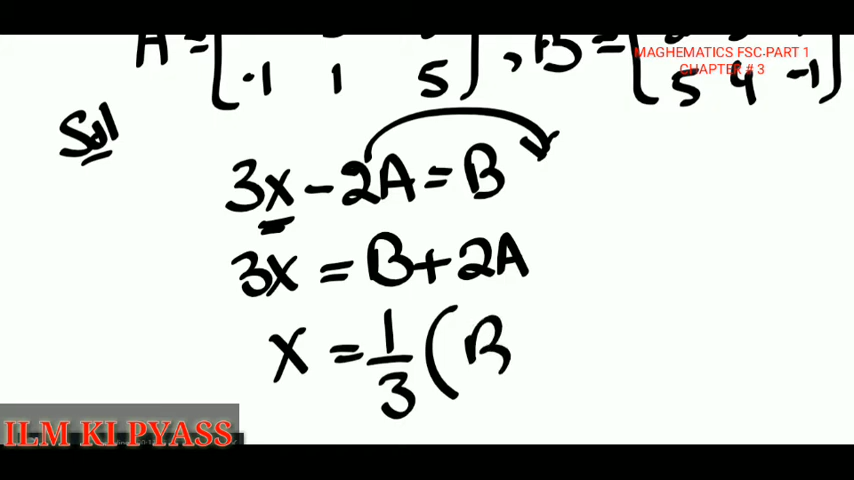 A = [ , B = [
MAGHEMATICS FSC-PART 1
CHAPTER # 3
-1 1 5 ] 5 4 -1 ]
Sol
3x - 2A = B
3x = B + 2A
x = 1/3 ( B
ILM KI PYASS